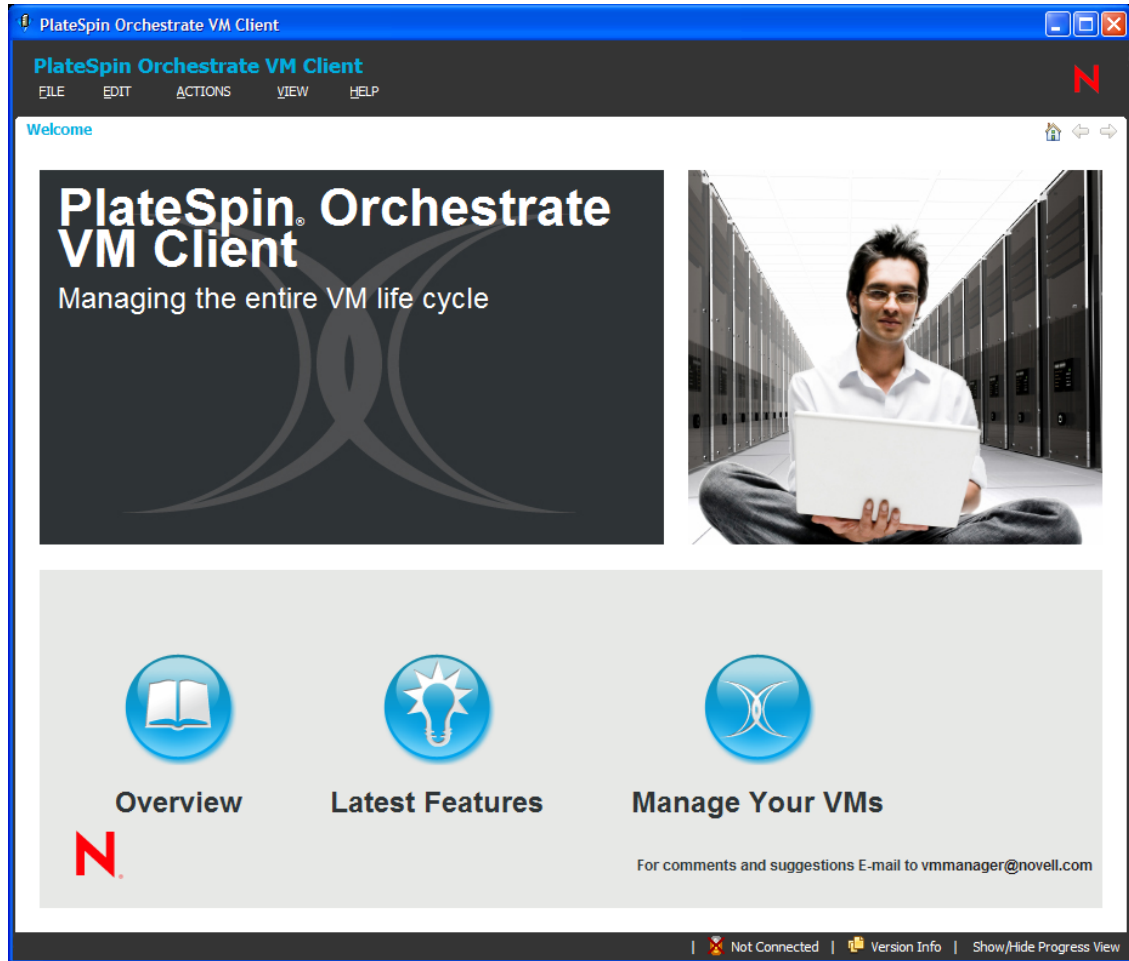 PlateSpin Orchestrate VM Client
PlateSpin Orchestrate VM Client
FILE EDIT ACTIONS VIEW HELP
N
Welcome
PlateSpin® Orchestrate
VM Client
Managing the entire VM life cycle
Overview Latest Features Manage Your VMs
N®
For comments and suggestions E-mail to vmmanager@novell.com
| Not Connected | Version Info | Show/Hide Progress View